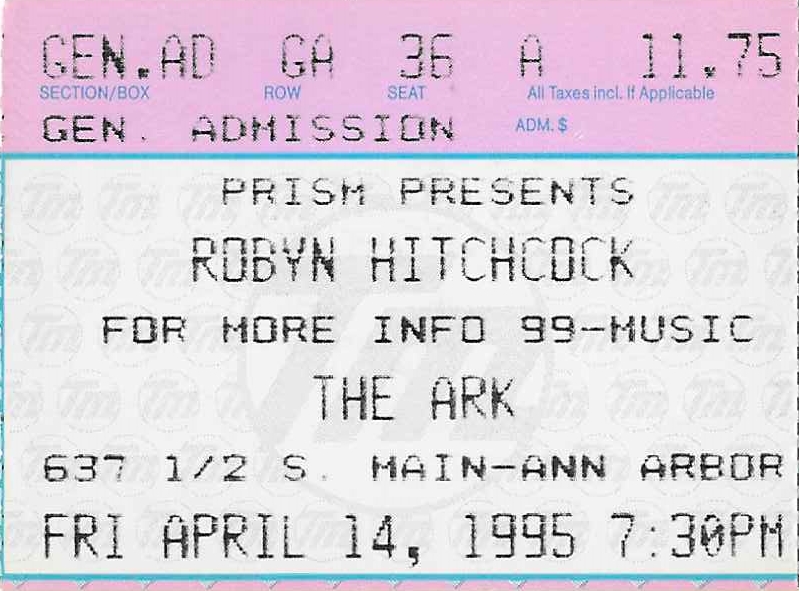 GEN.AD GA 36 A 11.75
SECTION/BOX ROW SEAT All Taxes incl. If Applicable
GEN. ADMISSION ADM. $
PRISM PRESENTS
ROBYN HITCHCOCK
FOR MORE INFO 99-MUSIC
THE ARK
637 1/2 S. MAIN-ANN ARBOR
FRI APRIL 14, 1995 7:30PM